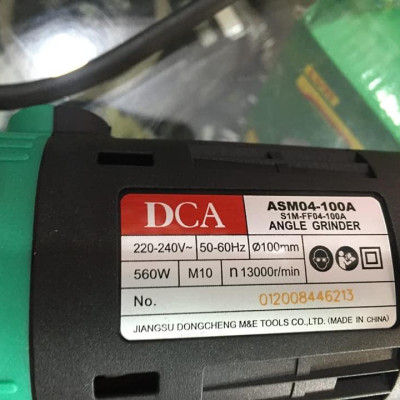 DCA
ASM04-100A
S1M-FF04-100A
ANGLE GRINDER
220-240V~ 50-60Hz Ø100mm
560W M10 n 13000r/min
No. 012008446213
JIANGSU DONGCHENG M&E TOOLS CO.,LTD. (MADE IN CHINA)